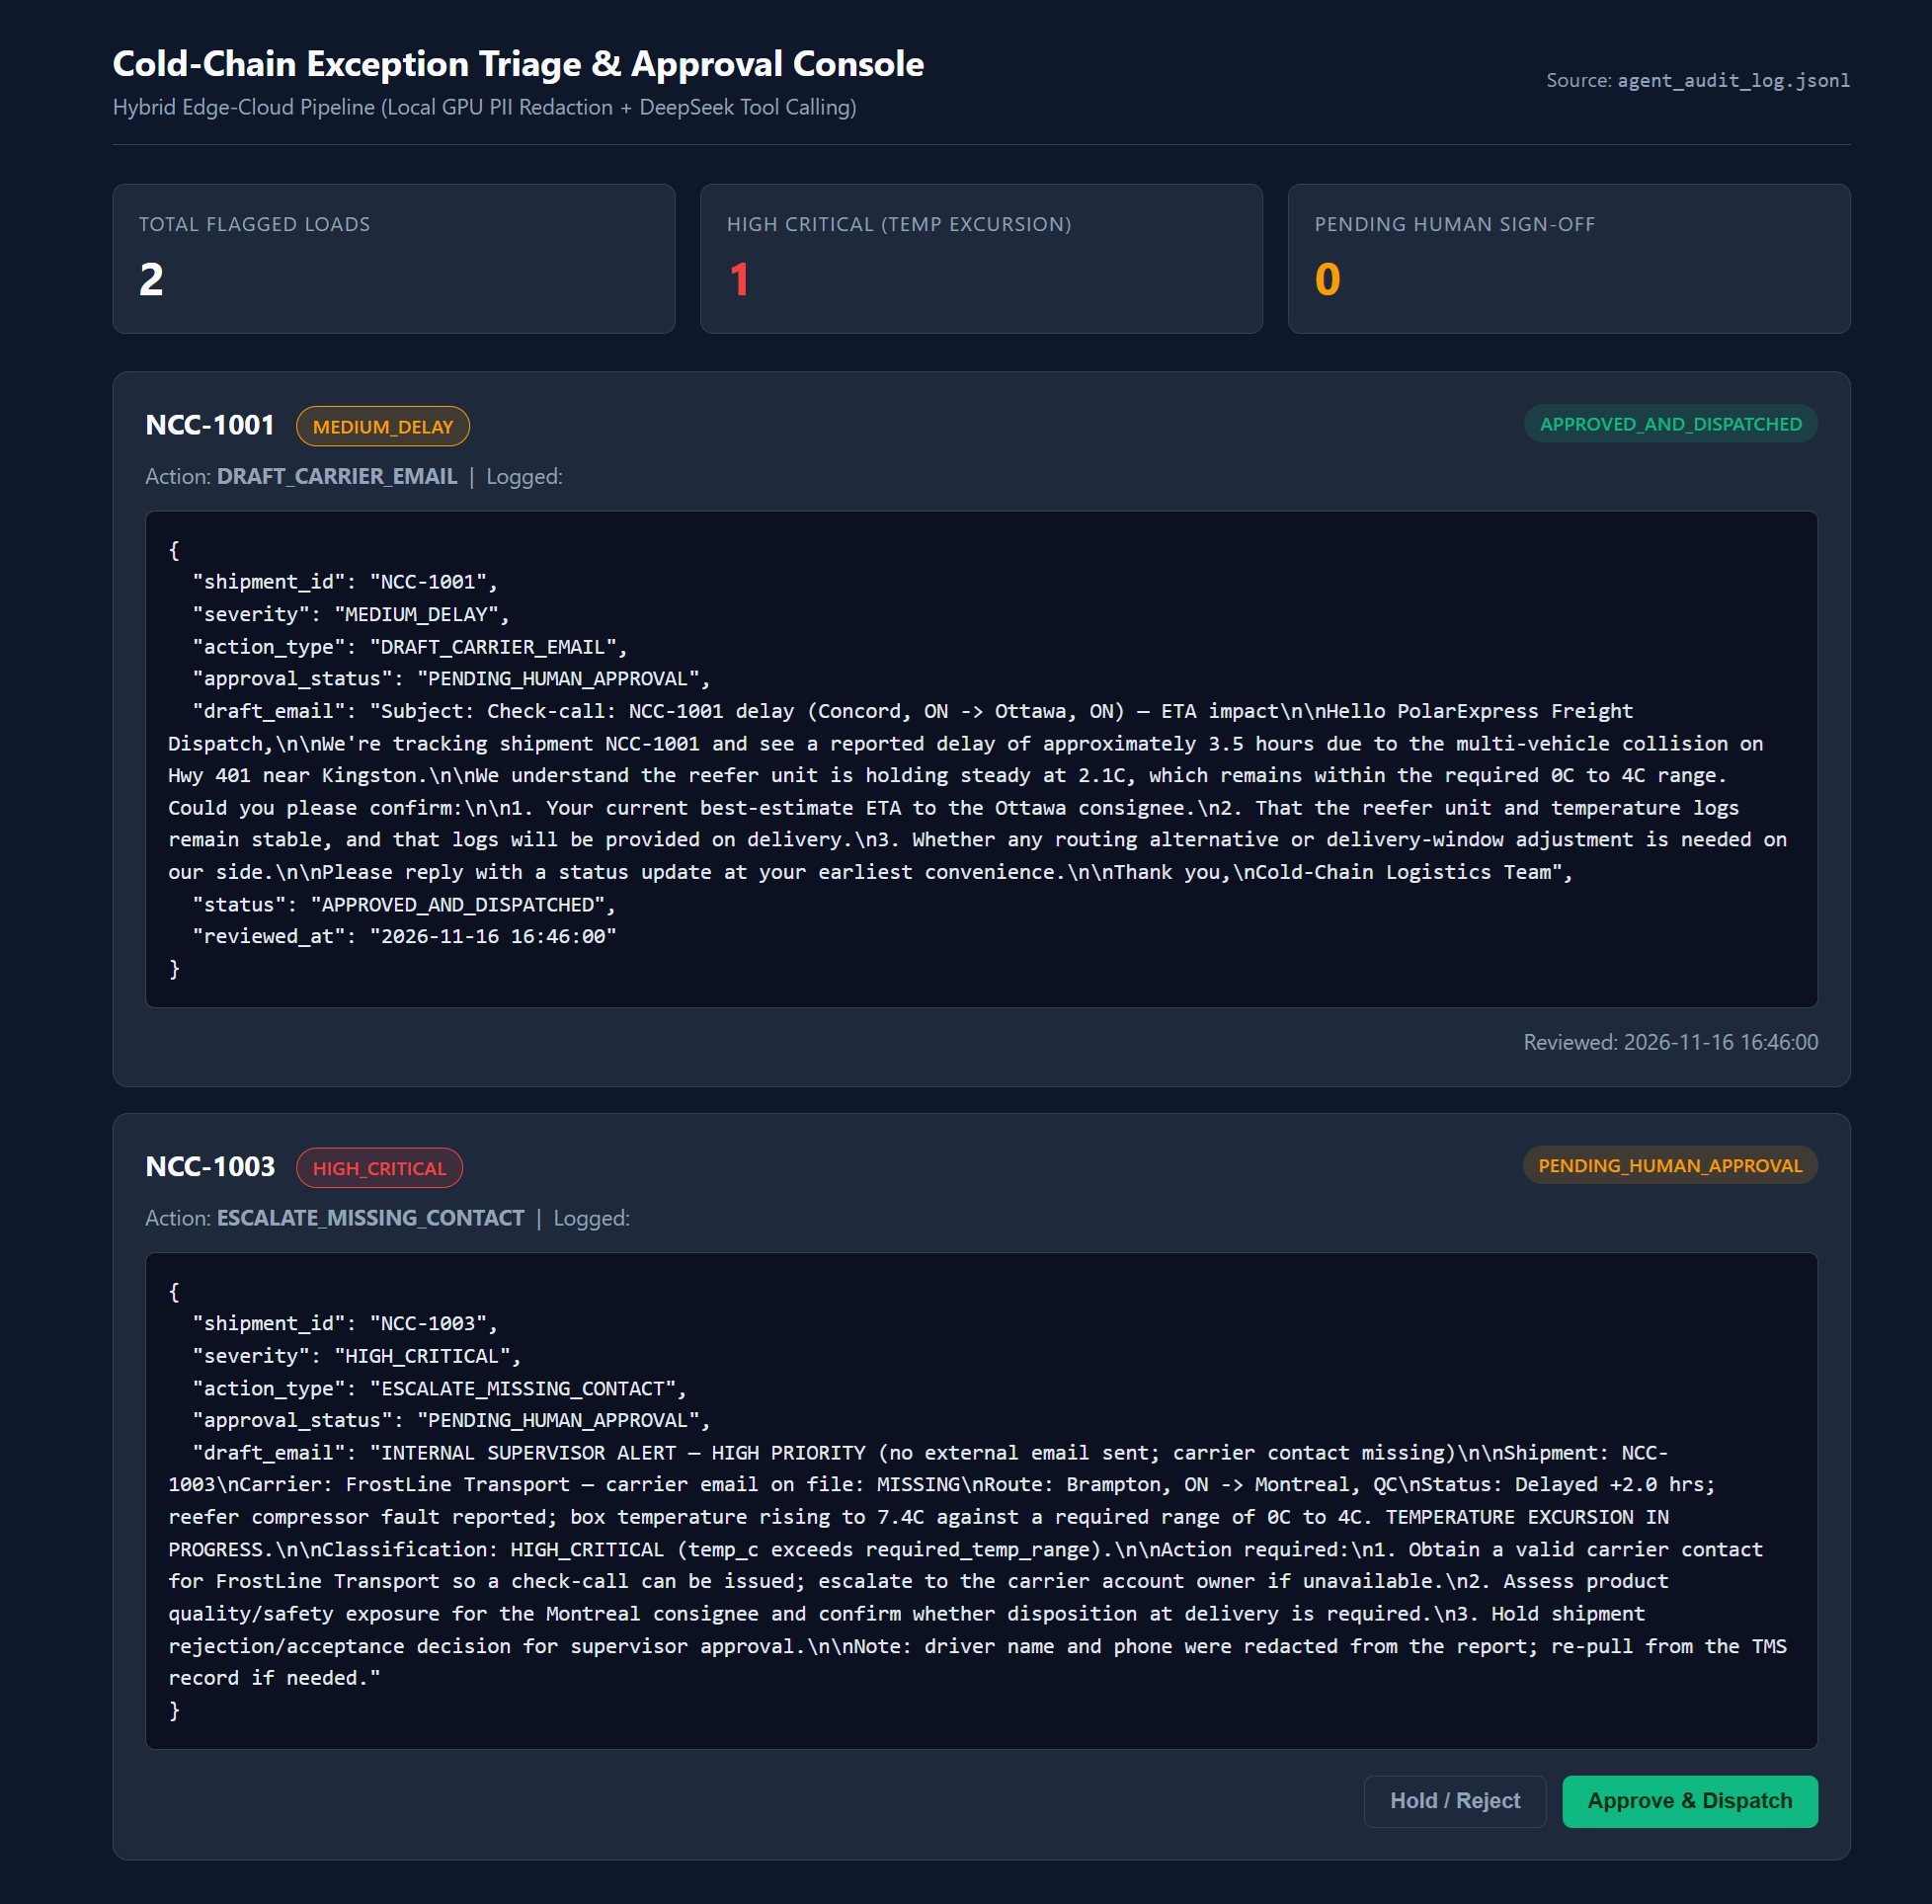 Cold-Chain Exception Triage & Approval Console
Hybrid Edge-Cloud Pipeline (Local GPU PII Redaction + DeepSeek Tool Calling)
Source: agent_audit_log.jsonl
TOTAL FLAGGED LOADS
2
HIGH CRITICAL (TEMP EXCURSION)
1
PENDING HUMAN SIGN-OFF
0
NCC-1001 MEDIUM_DELAY
APPROVED_AND_DISPATCHED
Action: DRAFT_CARRIER_EMAIL | Logged:
{
  "shipment_id": "NCC-1001",
  "severity": "MEDIUM_DELAY",
  "action_type": "DRAFT_CARRIER_EMAIL",
  "approval_status": "PENDING_HUMAN_APPROVAL",
  "draft_email": "Subject: Check-call: NCC-1001 delay (Concord, ON -> Ottawa, ON) — ETA impact\n\nHello PolarExpress Freight
Dispatch,\n\nWe're tracking shipment NCC-1001 and see a reported delay of approximately 3.5 hours due to the multi-vehicle collision on
Hwy 401 near Kingston.\n\nWe understand the reefer unit is holding steady at 2.1C, which remains within the required 0C to 4C range.
Could you please confirm:\n\n1. Your current best-estimate ETA to the Ottawa consignee.\n2. That the reefer unit and temperature logs
remain stable, and that logs will be provided on delivery.\n3. Whether any routing alternative or delivery-window adjustment is needed on
our side.\n\nPlease reply with a status update at your earliest convenience.\n\nThank you,\nCold-Chain Logistics Team",
  "status": "APPROVED_AND_DISPATCHED",
  "reviewed_at": "2026-11-16 16:46:00"
}
Reviewed: 2026-11-16 16:46:00
NCC-1003 HIGH_CRITICAL
PENDING_HUMAN_APPROVAL
Action: ESCALATE_MISSING_CONTACT | Logged:
{
  "shipment_id": "NCC-1003",
  "severity": "HIGH_CRITICAL",
  "action_type": "ESCALATE_MISSING_CONTACT",
  "approval_status": "PENDING_HUMAN_APPROVAL",
  "draft_email": "INTERNAL SUPERVISOR ALERT — HIGH PRIORITY (no external email sent; carrier contact missing)\n\nShipment: NCC-
1003\nCarrier: FrostLine Transport — carrier email on file: MISSING\nRoute: Brampton, ON -> Montreal, QC\nStatus: Delayed +2.0 hrs;
reefer compressor fault reported; box temperature rising to 7.4C against a required range of 0C to 4C. TEMPERATURE EXCURSION IN
PROGRESS.\n\nClassification: HIGH_CRITICAL (temp_c exceeds required_temp_range).\n\nAction required:\n1. Obtain a valid carrier contact
for FrostLine Transport so a check-call can be issued; escalate to the carrier account owner if unavailable.\n2. Assess product
quality/safety exposure for the Montreal consignee and confirm whether disposition at delivery is required.\n3. Hold shipment
rejection/acceptance decision for supervisor approval.\n\nNote: driver name and phone were redacted from the report; re-pull from the TMS
record if needed."
}
Hold / Reject
Approve & Dispatch